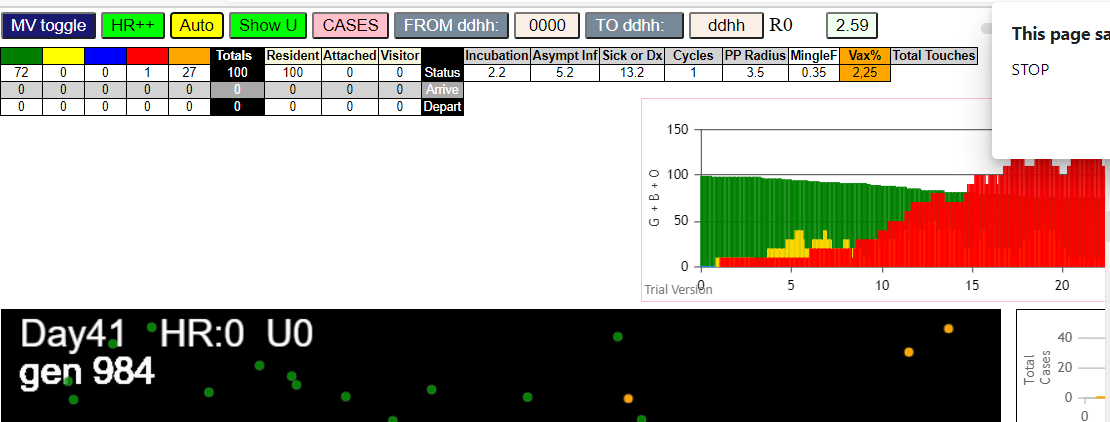 MV toggle HR++ Auto Show U CASES FROM ddhh: 0000 TO ddhh: ddhh R0 2.59
This page sa
STOP
Totals Resident Attached Visitor Incubation Asympt Inf Sick or Dx Cycles PP Radius MingleF Vax% Total Touches
72 0 0 1 27 100 100 0 0 Status 2.2 5.2 13.2 1 3.5 0.35 2,25
0 0 0 0 0 0 0 0 0 Arrive
0 0 0 0 0 0 0 0 0 Depart
150
100
50
0
G + B + O
0 5 10 15 20
Trial Version
Day41 HR:0 U0
gen 984
Total
Cases
40
20
0
0